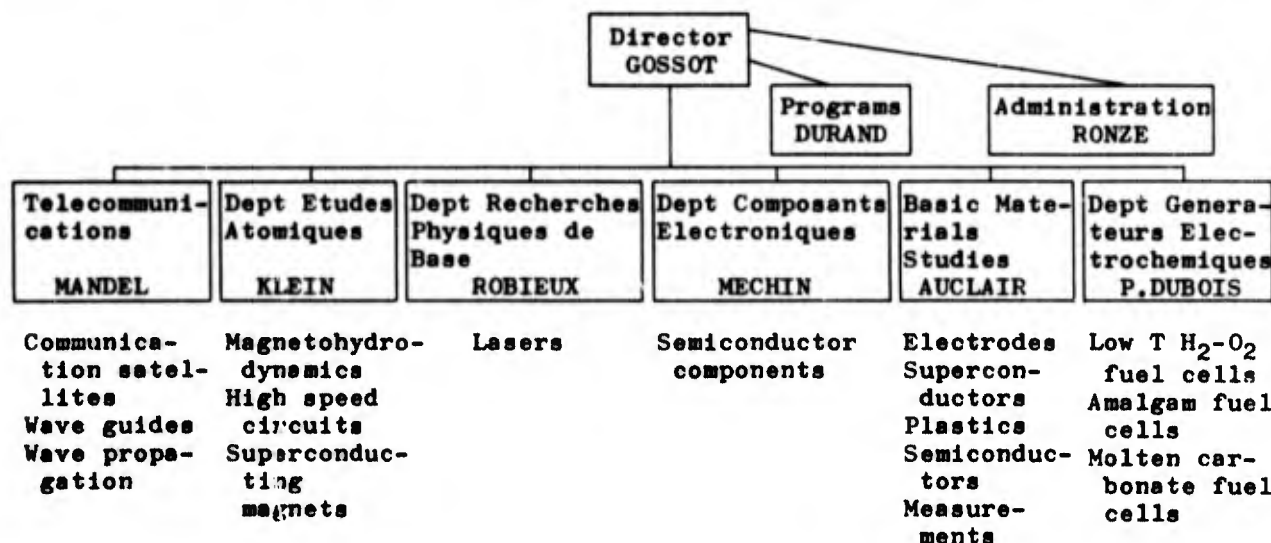 Director
GOSSOT
Programs
DURAND
Administration
RONZE
Telecommuni-
cations
MANDEL
Dept Etudes
Atomiques
KLEIN
Dept Recherches
Physiques de
Base
ROBIEUX
Dept Composants
Electroniques
MECHIN
Basic Mate-
rials
Studies
AUCLAIR
Dept Genera-
teurs Elec-
trochemiques
P.DUBOIS
Communica-
tion satel-
lites
Wave guides
Wave propa-
gation
Magnetohydro-
dynamics
High speed
circuits
Superconduc-
ting
magnets
Lasers
Semiconductor
components
Electrodes
Supercon-
ductors
Plastics
Semiconduc-
tors
Measure-
ments
Low T H₂-O₂
fuel cells
Amalgam fuel
cells
Molten car-
bonate fuel
cells